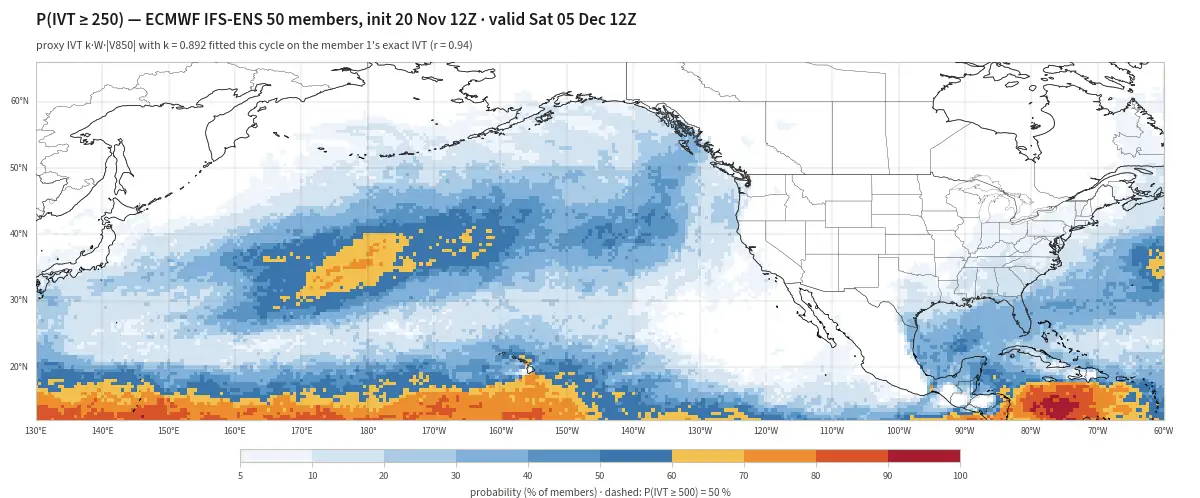 P(IVT ≥ 250) — ECMWF IFS-ENS 50 members, init 20 Nov 12Z · valid Sat 05 Dec 12Z
proxy IVT k·W·|V850| with k = 0.892 fitted this cycle on the member 1's exact IVT (r = 0.94)
60°N
50°N
40°N
30°N
20°N
130°E 140°E 150°E 160°E 170°E 180° 170°W 160°W 150°W 140°W 130°W 120°W 110°W 100°W 90°W 80°W 70°W 60°W
5 10 20 30 40 50 60 70 80 90 100
probability (% of members) · dashed: P(IVT ≥ 500) = 50 %